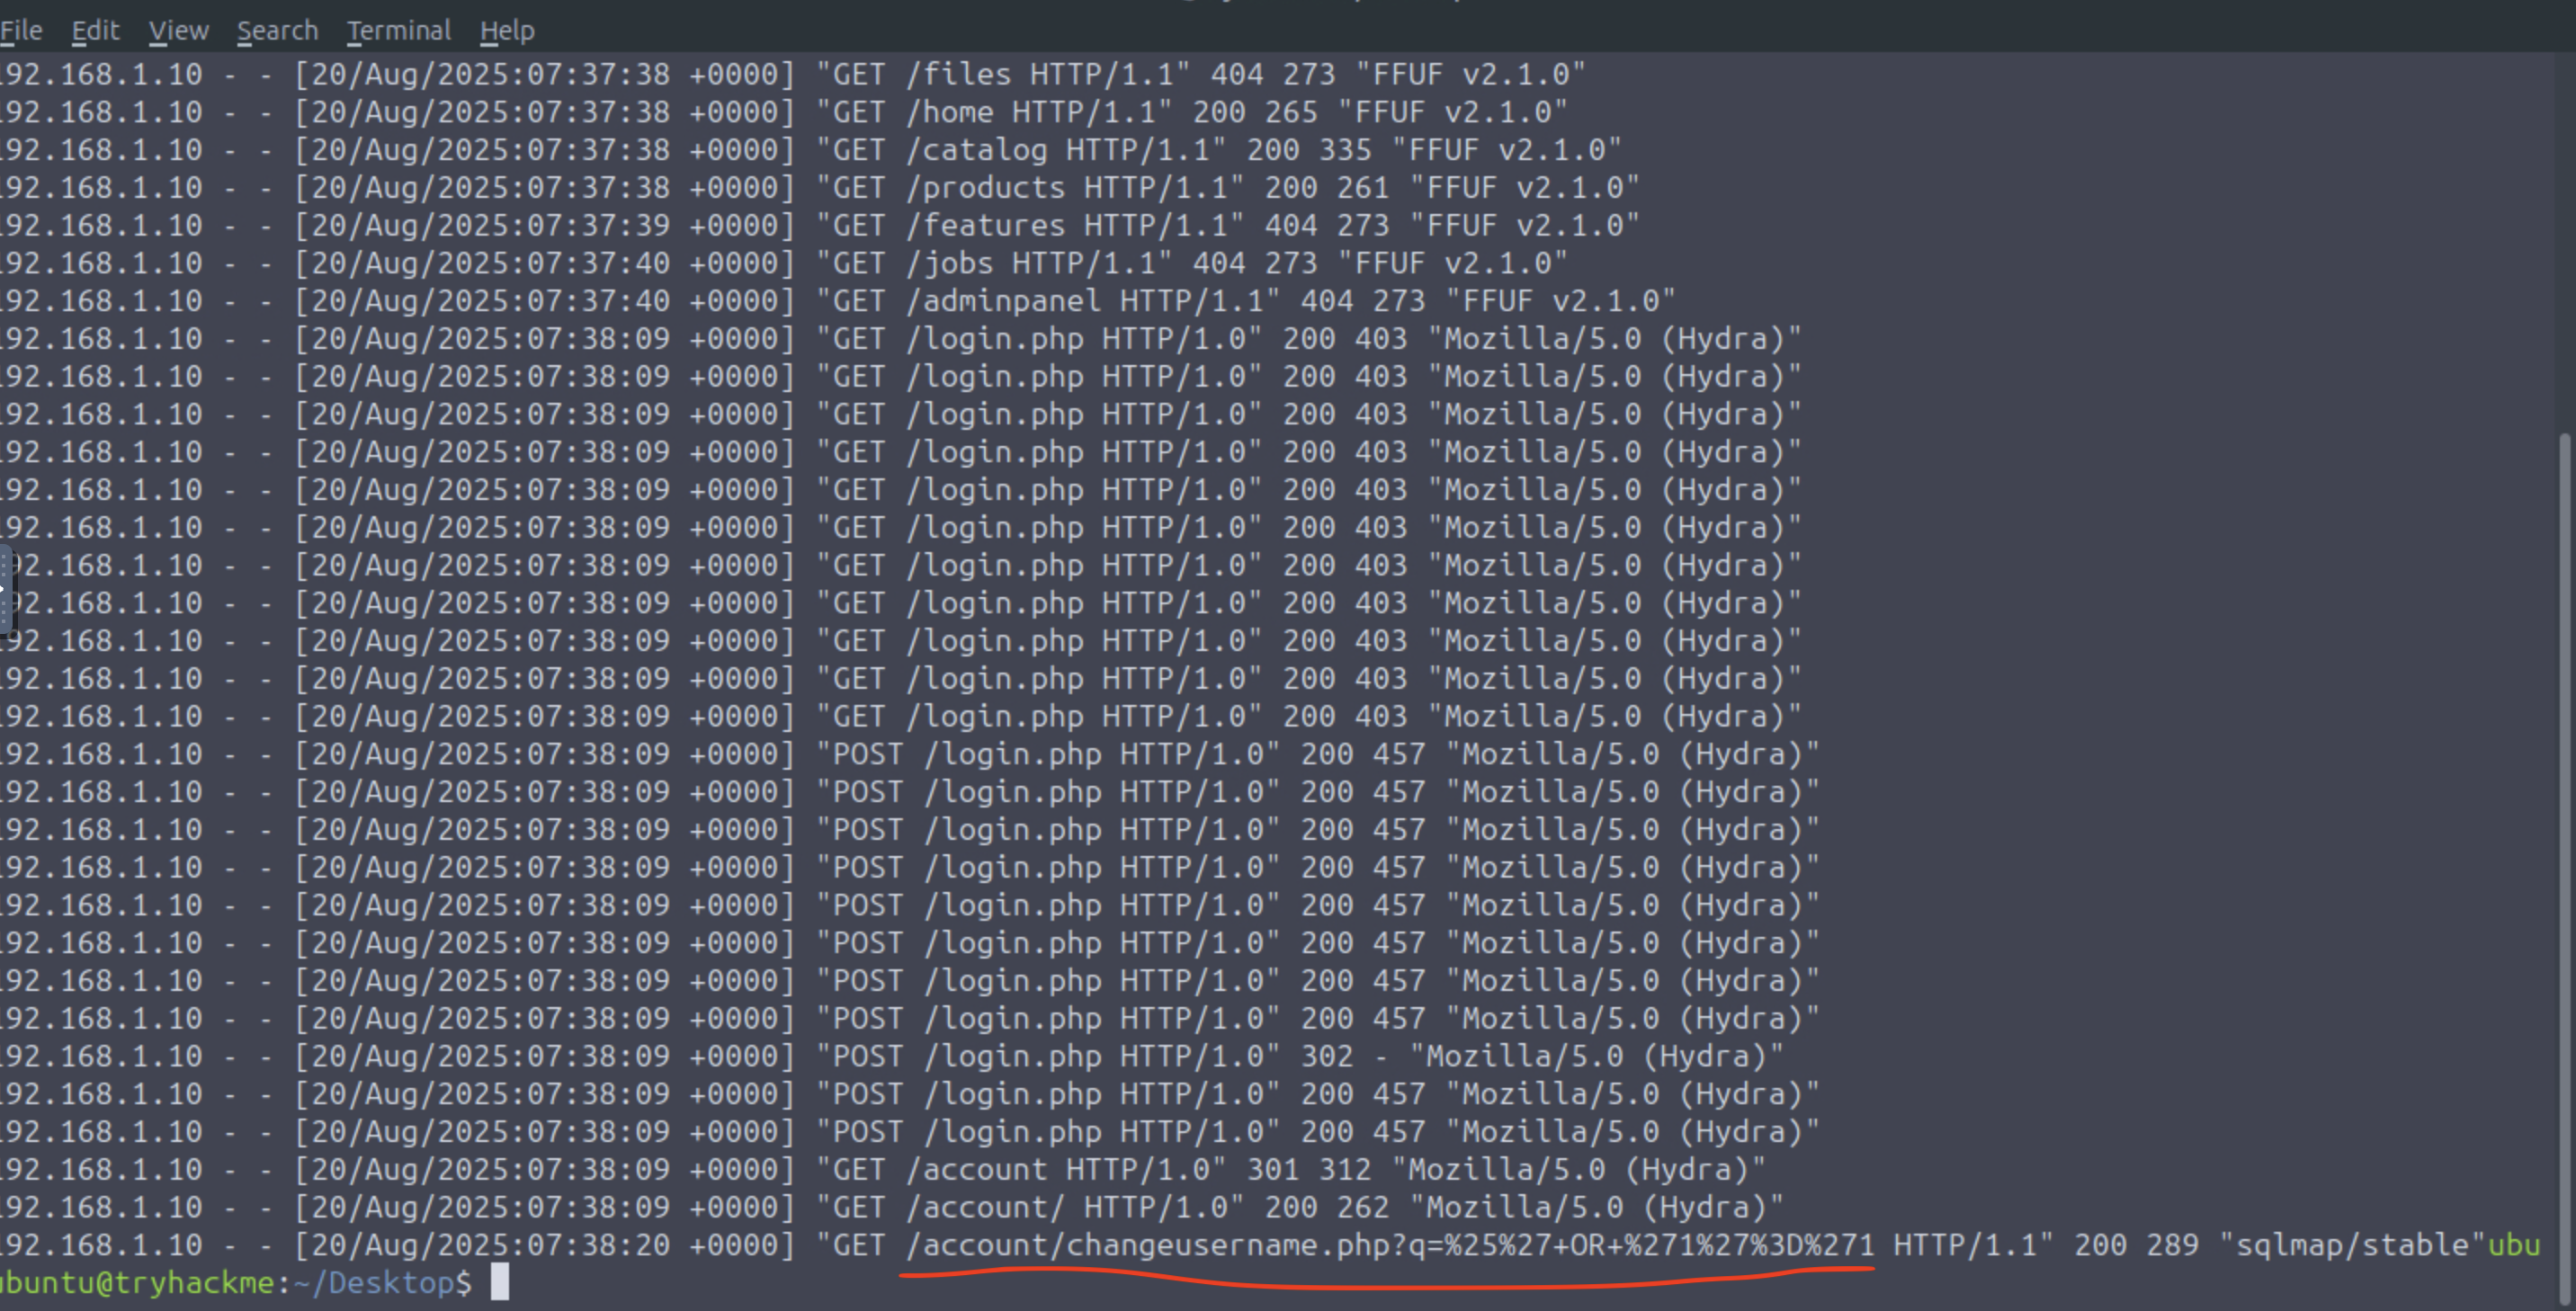 File Edit View Search Terminal Help
192.168.1.10 - - [20/Aug/2025:07:37:38 +0000] "GET /files HTTP/1.1" 404 273 "FFUF v2.1.0"
192.168.1.10 - - [20/Aug/2025:07:37:38 +0000] "GET /home HTTP/1.1" 200 265 "FFUF v2.1.0"
192.168.1.10 - - [20/Aug/2025:07:37:38 +0000] "GET /catalog HTTP/1.1" 200 335 "FFUF v2.1.0"
192.168.1.10 - - [20/Aug/2025:07:37:38 +0000] "GET /products HTTP/1.1" 200 261 "FFUF v2.1.0"
192.168.1.10 - - [20/Aug/2025:07:37:39 +0000] "GET /features HTTP/1.1" 404 273 "FFUF v2.1.0"
192.168.1.10 - - [20/Aug/2025:07:37:40 +0000] "GET /jobs HTTP/1.1" 404 273 "FFUF v2.1.0"
192.168.1.10 - - [20/Aug/2025:07:37:40 +0000] "GET /adminpanel HTTP/1.1" 404 273 "FFUF v2.1.0"
192.168.1.10 - - [20/Aug/2025:07:38:09 +0000] "GET /login.php HTTP/1.0" 200 403 "Mozilla/5.0 (Hydra)"
192.168.1.10 - - [20/Aug/2025:07:38:09 +0000] "GET /login.php HTTP/1.0" 200 403 "Mozilla/5.0 (Hydra)"
192.168.1.10 - - [20/Aug/2025:07:38:09 +0000] "GET /login.php HTTP/1.0" 200 403 "Mozilla/5.0 (Hydra)"
192.168.1.10 - - [20/Aug/2025:07:38:09 +0000] "GET /login.php HTTP/1.0" 200 403 "Mozilla/5.0 (Hydra)"
192.168.1.10 - - [20/Aug/2025:07:38:09 +0000] "GET /login.php HTTP/1.0" 200 403 "Mozilla/5.0 (Hydra)"
192.168.1.10 - - [20/Aug/2025:07:38:09 +0000] "GET /login.php HTTP/1.0" 200 403 "Mozilla/5.0 (Hydra)"
92.168.1.10 - - [20/Aug/2025:07:38:09 +0000] "GET /login.php HTTP/1.0" 200 403 "Mozilla/5.0 (Hydra)"
92.168.1.10 - - [20/Aug/2025:07:38:09 +0000] "GET /login.php HTTP/1.0" 200 403 "Mozilla/5.0 (Hydra)"
192.168.1.10 - - [20/Aug/2025:07:38:09 +0000] "GET /login.php HTTP/1.0" 200 403 "Mozilla/5.0 (Hydra)"
192.168.1.10 - - [20/Aug/2025:07:38:09 +0000] "GET /login.php HTTP/1.0" 200 403 "Mozilla/5.0 (Hydra)"
192.168.1.10 - - [20/Aug/2025:07:38:09 +0000] "GET /login.php HTTP/1.0" 200 403 "Mozilla/5.0 (Hydra)"
192.168.1.10 - - [20/Aug/2025:07:38:09 +0000] "POST /login.php HTTP/1.0" 200 457 "Mozilla/5.0 (Hydra)"
192.168.1.10 - - [20/Aug/2025:07:38:09 +0000] "POST /login.php HTTP/1.0" 200 457 "Mozilla/5.0 (Hydra)"
192.168.1.10 - - [20/Aug/2025:07:38:09 +0000] "POST /login.php HTTP/1.0" 200 457 "Mozilla/5.0 (Hydra)"
192.168.1.10 - - [20/Aug/2025:07:38:09 +0000] "POST /login.php HTTP/1.0" 200 457 "Mozilla/5.0 (Hydra)"
192.168.1.10 - - [20/Aug/2025:07:38:09 +0000] "POST /login.php HTTP/1.0" 200 457 "Mozilla/5.0 (Hydra)"
192.168.1.10 - - [20/Aug/2025:07:38:09 +0000] "POST /login.php HTTP/1.0" 200 457 "Mozilla/5.0 (Hydra)"
192.168.1.10 - - [20/Aug/2025:07:38:09 +0000] "POST /login.php HTTP/1.0" 200 457 "Mozilla/5.0 (Hydra)"
192.168.1.10 - - [20/Aug/2025:07:38:09 +0000] "POST /login.php HTTP/1.0" 200 457 "Mozilla/5.0 (Hydra)"
192.168.1.10 - - [20/Aug/2025:07:38:09 +0000] "POST /login.php HTTP/1.0" 302 - "Mozilla/5.0 (Hydra)"
192.168.1.10 - - [20/Aug/2025:07:38:09 +0000] "POST /login.php HTTP/1.0" 200 457 "Mozilla/5.0 (Hydra)"
192.168.1.10 - - [20/Aug/2025:07:38:09 +0000] "POST /login.php HTTP/1.0" 200 457 "Mozilla/5.0 (Hydra)"
192.168.1.10 - - [20/Aug/2025:07:38:09 +0000] "GET /account HTTP/1.0" 301 312 "Mozilla/5.0 (Hydra)"
192.168.1.10 - - [20/Aug/2025:07:38:09 +0000] "GET /account/ HTTP/1.0" 200 262 "Mozilla/5.0 (Hydra)"
192.168.1.10 - - [20/Aug/2025:07:38:20 +0000] "GET /account/changeusername.php?q=%25%27+OR+%271%27%3D%271 HTTP/1.1" 200 289 "sqlmap/stable"ubu
ubuntu@tryhackme:~/Desktop$